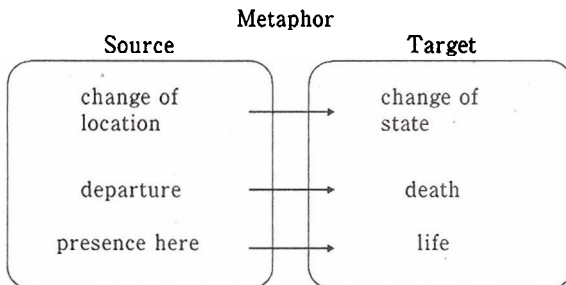 Metaphor
Source Target
change of location change of state
departure death
presence here life